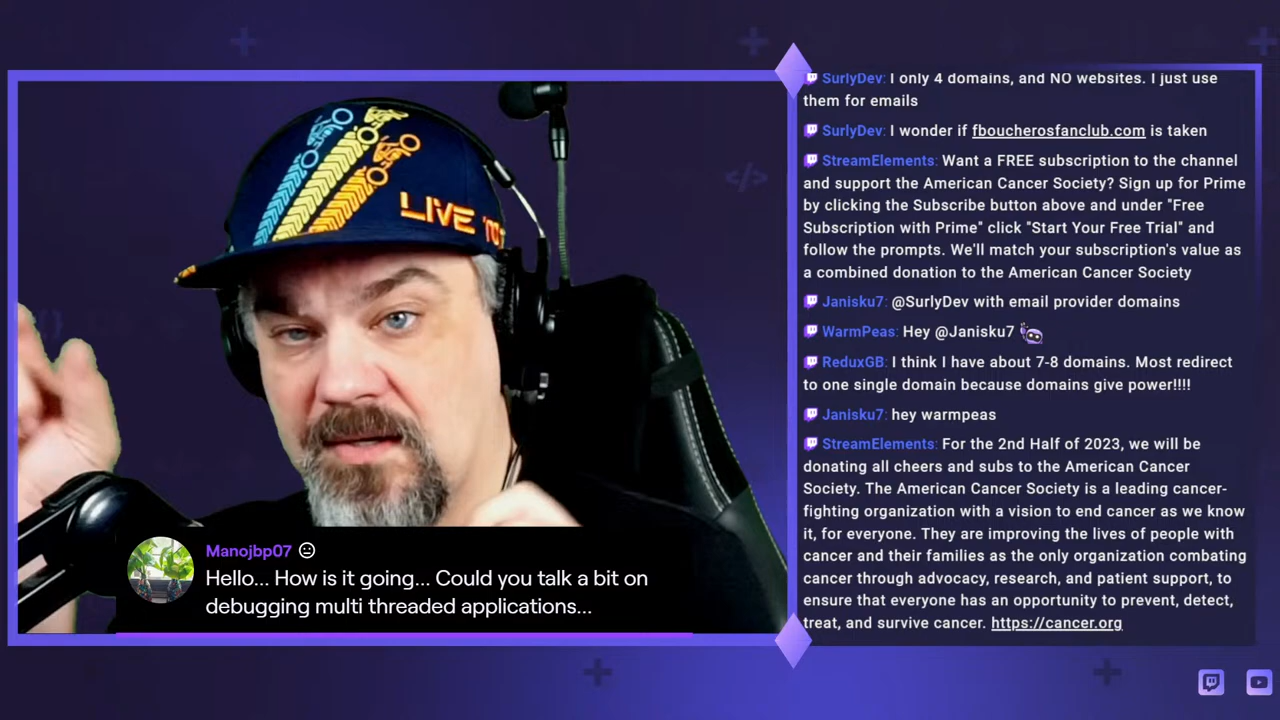 LIVE
Manojbp07
Hello... How is it going... Could you talk a bit on
debugging multi threaded applications...
SurlyDev: I only 4 domains, and NO websites. I just use
them for emails
SurlyDev: I wonder if fboucherosfanclub.com is taken
StreamElements: Want a FREE subscription to the channel
and support the American Cancer Society? Sign up for Prime
by clicking the Subscribe button above and under "Free
Subscription with Prime" click "Start Your Free Trial" and
follow the prompts. We'll match your subscription's value as
a combined donation to the American Cancer Society
Janisku7: @SurlyDev with email provider domains
WarmPeas: Hey @Janisku7
ReduxGB: I think I have about 7-8 domains. Most redirect
to one single domain because domains give power!!!!
Janisku7: hey warmpeas
StreamElements: For the 2nd Half of 2023, we will be
donating all cheers and subs to the American Cancer
Society. The American Cancer Society is a leading cancer-
fighting organization with a vision to end cancer as we know
it, for everyone. They are improving the lives of people with
cancer and their families as the only organization combating
cancer through advocacy, research, and patient support, to
ensure that everyone has an opportunity to prevent, detect,
treat, and survive cancer. https://cancer.org